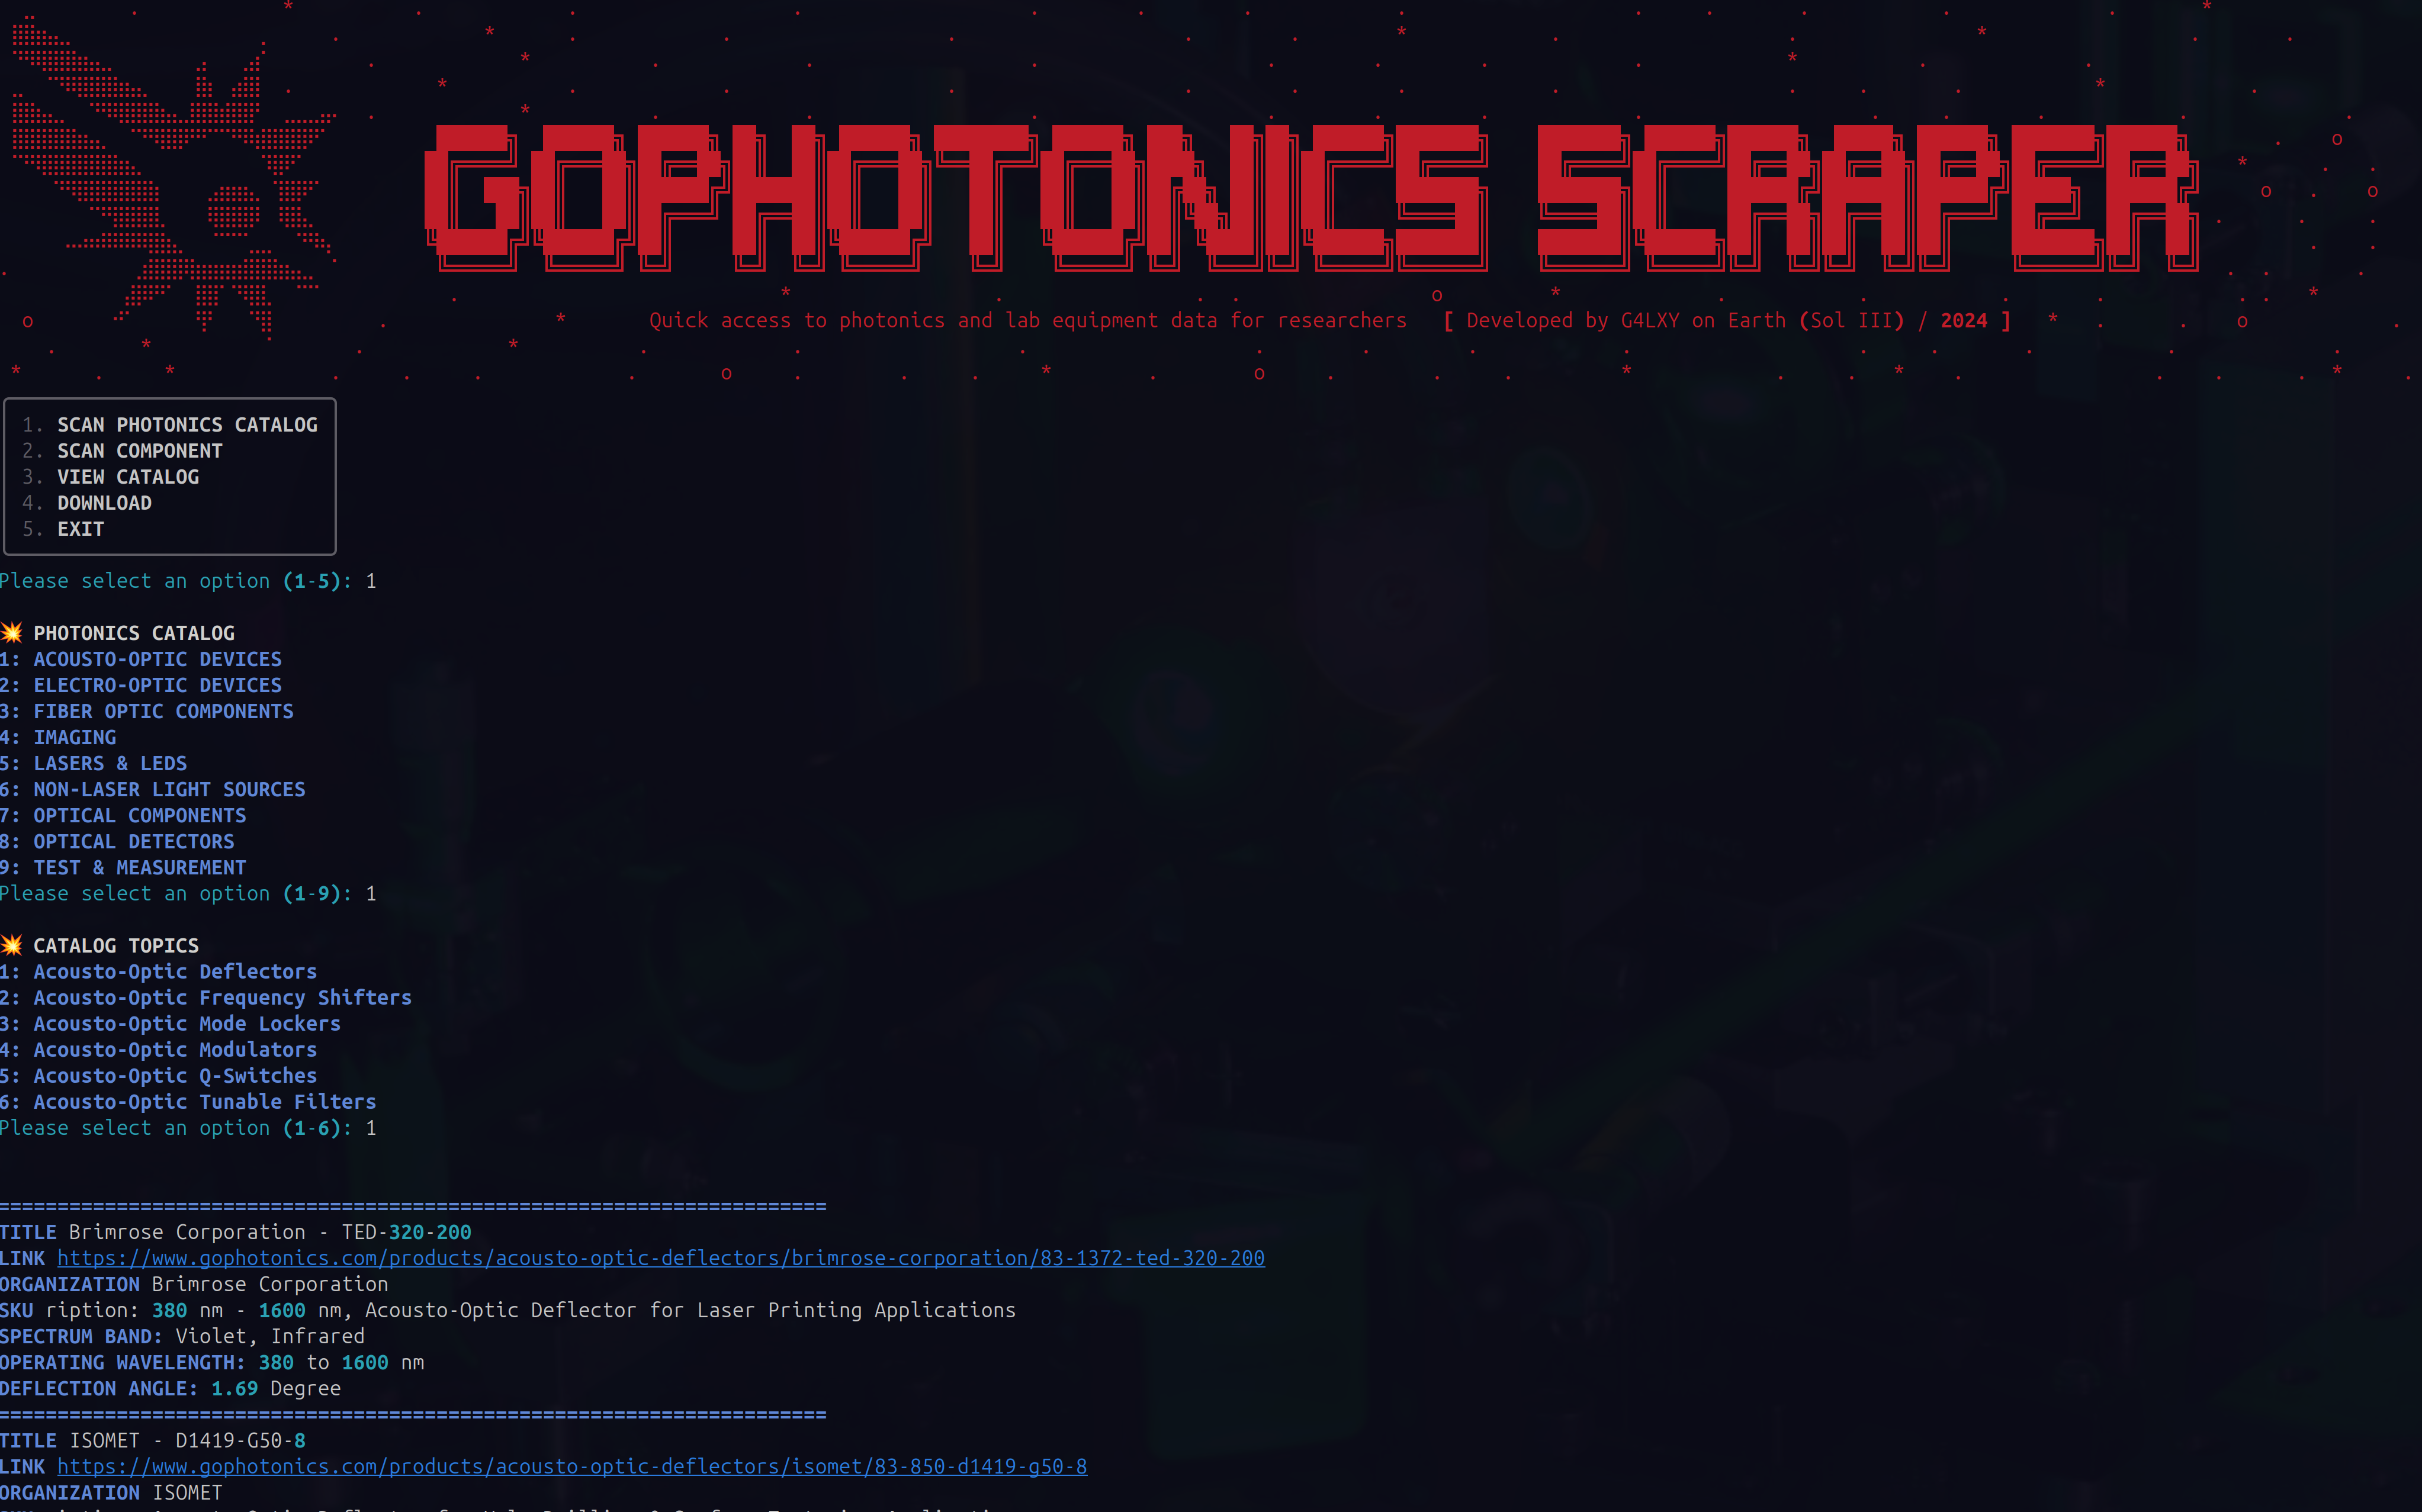 GOPHOTONICS SCRAPER
Quick access to photonics and lab equipment data for researchers [ Developed by G4LXY on Earth (Sol III) / 2024 ]
1. SCAN PHOTONICS CATALOG
2. SCAN COMPONENT
3. VIEW CATALOG
4. DOWNLOAD
5. EXIT
Please select an option (1-5): 1
💥 PHOTONICS CATALOG
1: ACOUSTO-OPTIC DEVICES
2: ELECTRO-OPTIC DEVICES
3: FIBER OPTIC COMPONENTS
4: IMAGING
5: LASERS & LEDS
6: NON-LASER LIGHT SOURCES
7: OPTICAL COMPONENTS
8: OPTICAL DETECTORS
9: TEST & MEASUREMENT
Please select an option (1-9): 1
💥 CATALOG TOPICS
1: Acousto-Optic Deflectors
2: Acousto-Optic Frequency Shifters
3: Acousto-Optic Mode Lockers
4: Acousto-Optic Modulators
5: Acousto-Optic Q-Switches
6: Acousto-Optic Tunable Filters
Please select an option (1-6): 1
======================================================================
TITLE Brimrose Corporation - TED-320-200
LINK https://www.gophotonics.com/products/acousto-optic-deflectors/brimrose-corporation/83-1372-ted-320-200
ORGANIZATION Brimrose Corporation
SKU ription: 380 nm - 1600 nm, Acousto-Optic Deflector for Laser Printing Applications
SPECTRUM BAND: Violet, Infrared
OPERATING WAVELENGTH: 380 to 1600 nm
DEFLECTION ANGLE: 1.69 Degree
======================================================================
TITLE ISOMET - D1419-G50-8
LINK https://www.gophotonics.com/products/acousto-optic-deflectors/isomet/83-850-d1419-g50-8
ORGANIZATION ISOMET